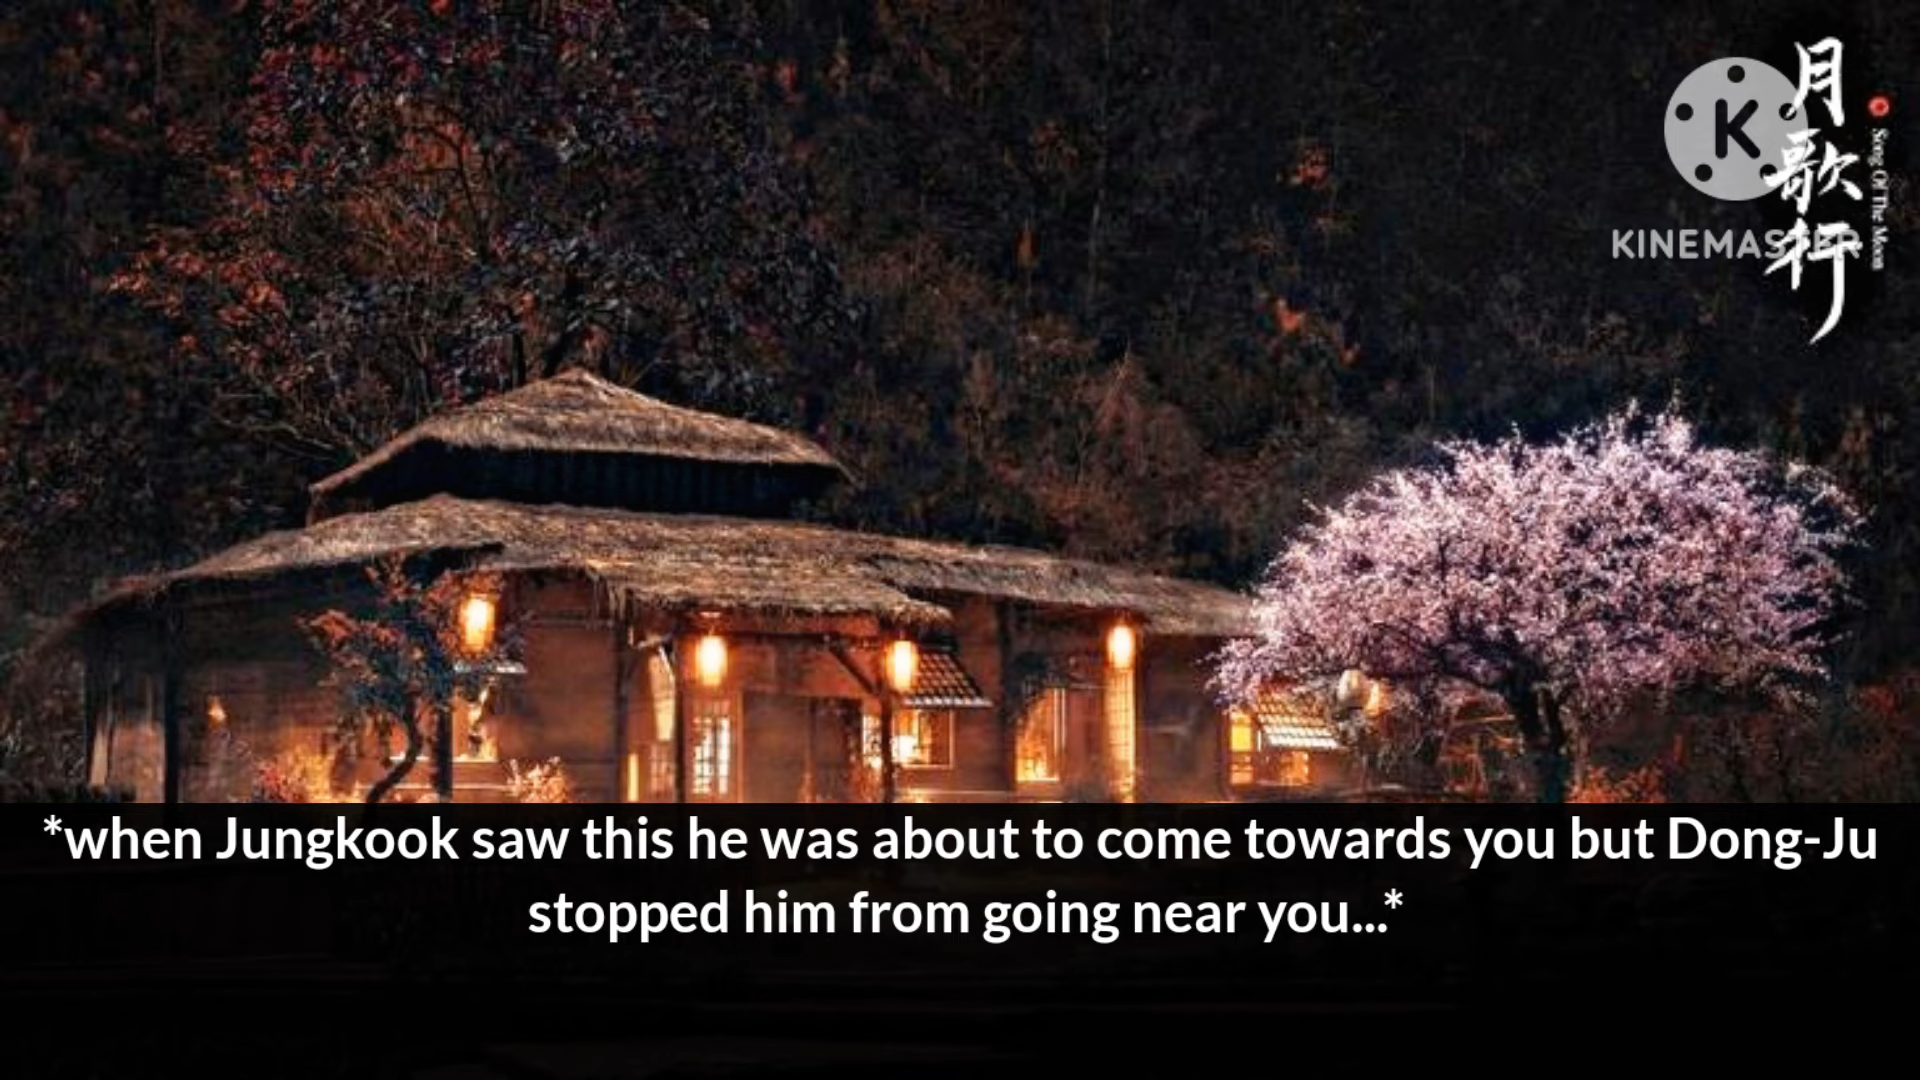 月歌行
Song Of The Moon
K
KINEMASTER
*when Jungkook saw this he was about to come towards you but Dong-Ju
stopped him from going near you...*